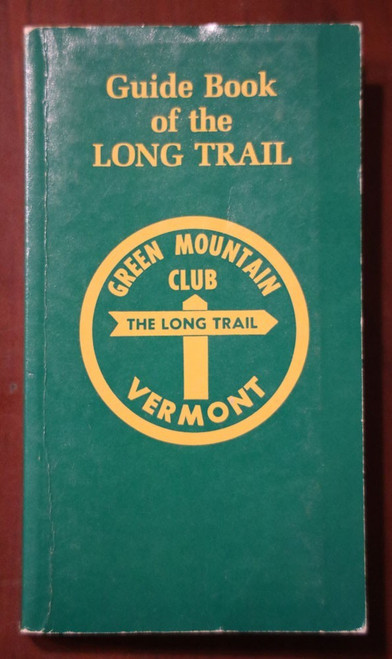 Guide Book
of the
LONG TRAIL
GREEN MOUNTAIN
CLUB
THE LONG TRAIL
VERMONT